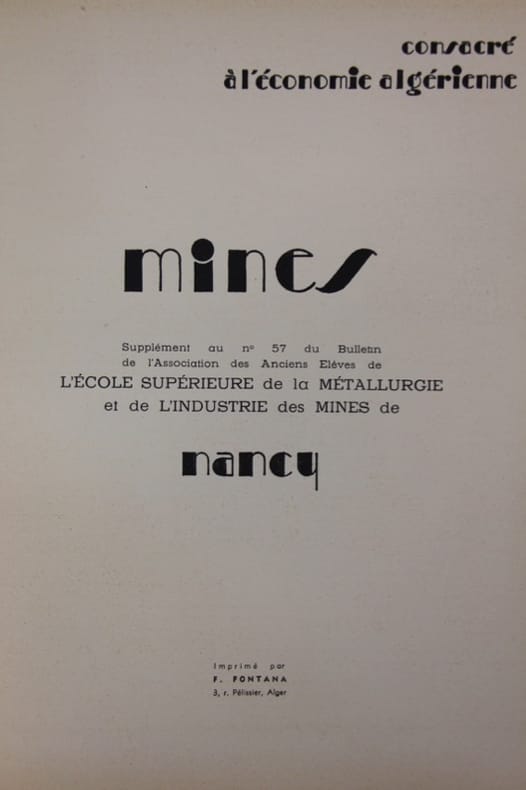 consacré
à l'économie algérienne
mines
Supplément au nº 57 du Bulletin
de l'Association des Anciens Elèves de
L'ÉCOLE SUPÉRIEURE de la MÉTALLURGIE
et de L'INDUSTRIE des MINES de
nancy
Imprimé par
F. FONTANA
3, r. Pélissier, Alger